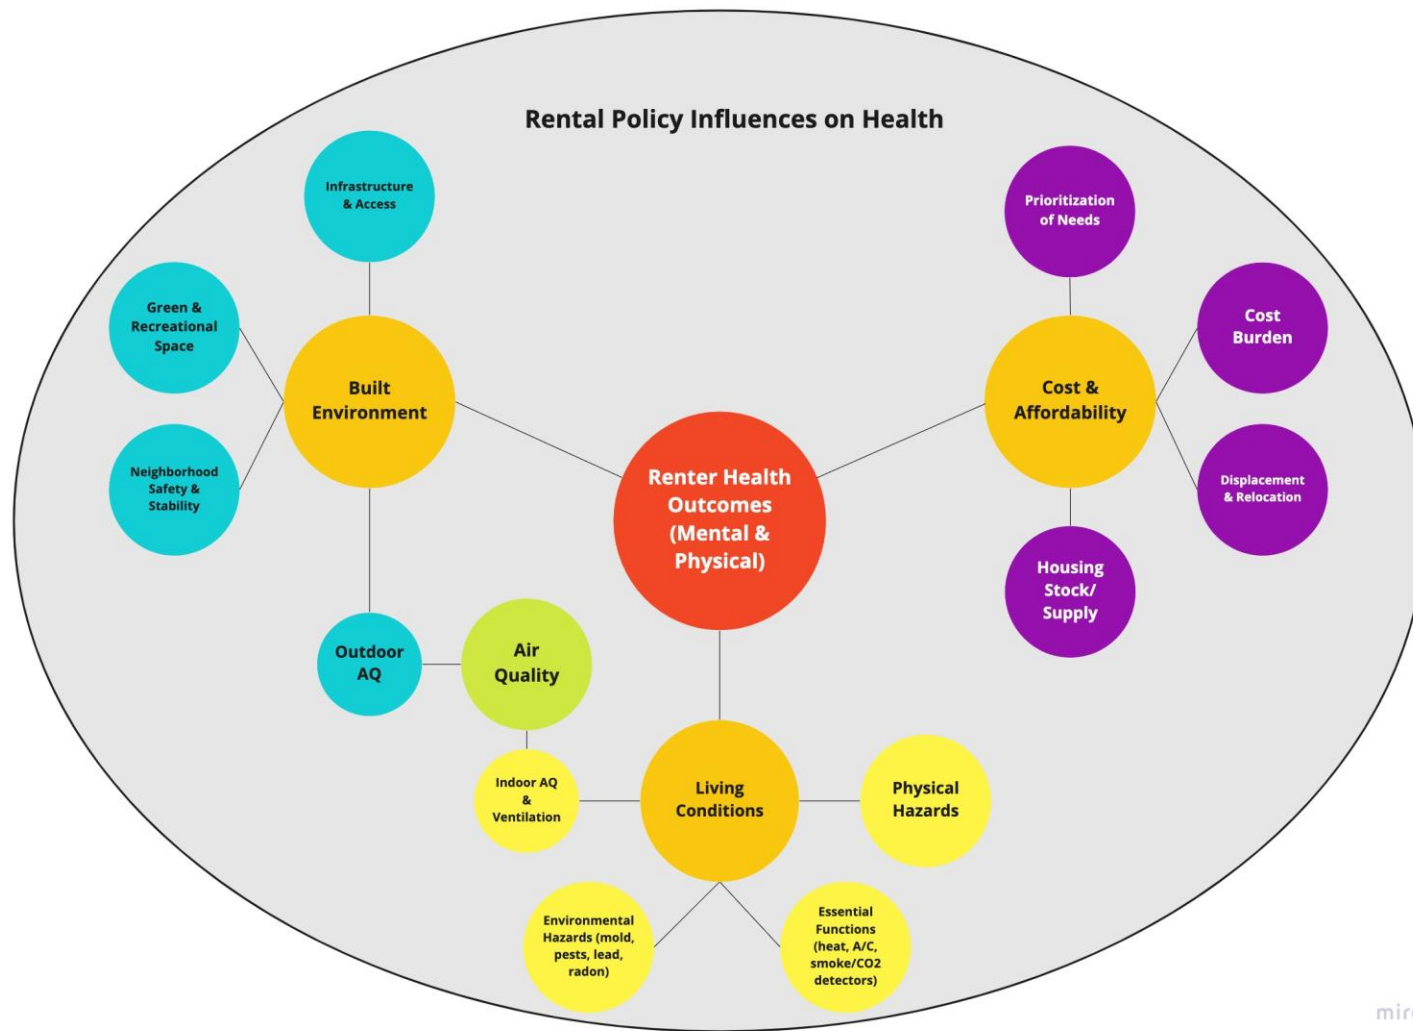 Rental Policy Influences on Health
Infrastructure
& Access
Prioritization
of Needs
Green &
Recreational
Space
Cost
Burden
Built
Environment
Cost &
Affordability
Neighborhood
Safety &
Stability
Displacement
& Relocation
Renter Health
Outcomes
(Mental &
Physical)
Housing
Stock/
Supply
Outdoor
AQ
Air
Quality
Indoor AQ
&
Ventilation
Living
Conditions
Physical
Hazards
Environmental
Hazards (mold,
pests, lead,
radon)
Essential
Functions
(heat, A/C,
smoke/CO2
detectors)